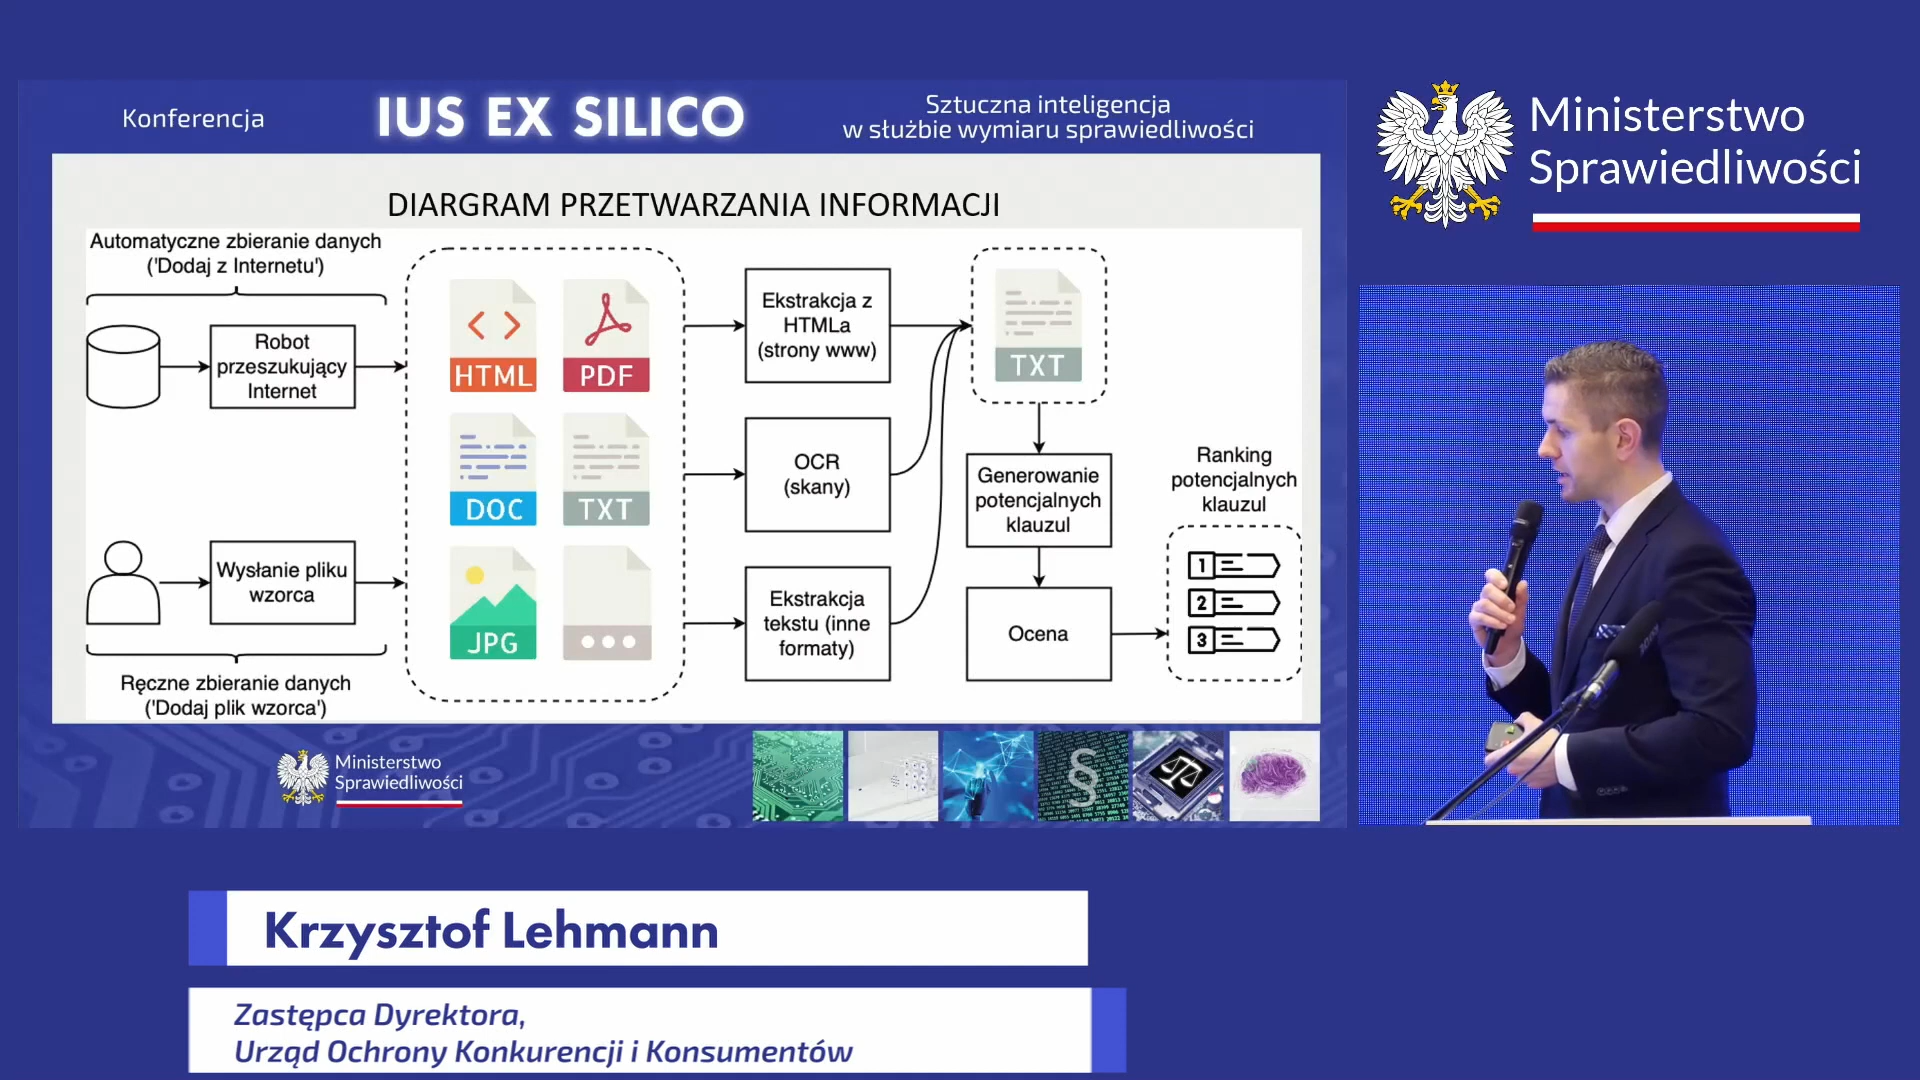 Konferencja
IUS EX SILICO
Sztuczna inteligencja
w służbie wymiaru sprawiedliwości
Ministerstwo
Sprawiedliwości
DIARGRAM PRZETWARZANIA INFORMACJI
Automatyczne zbieranie danych
('Dodaj z Internetu')
Robot
przeszukujący
Internet
Wysłanie pliku
wzorca
Ręczne zbieranie danych
('Dodaj plik wzorca')
HTML
PDF
DOC
TXT
JPG
Ekstrakcja z
HTMLa
(strony www)
OCR
(skany)
Ekstrakcja
tekstu (inne
formaty)
TXT
Generowanie
potencjalnych
klauzul
Ocena
Ranking
potencjalnych
klauzul
1
2
3
Ministerstwo
Sprawiedliwości
§
Krzysztof Lehmann
Zastępca Dyrektora,
Urząd Ochrony Konkurencji i Konsumentów